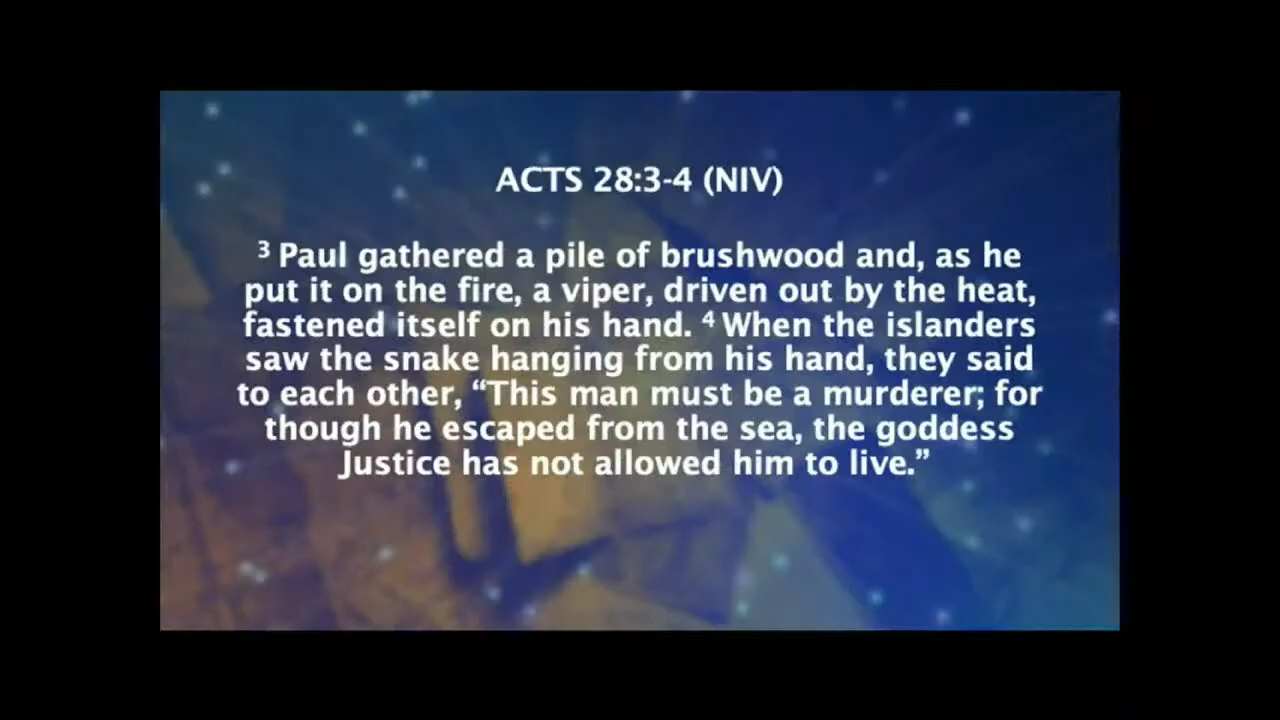 ACTS 28:3-4 (NIV)
³ Paul gathered a pile of brushwood and, as he
put it on the fire, a viper, driven out by the heat,
fastened itself on his hand. ⁴ When the islanders
saw the snake hanging from his hand, they said
to each other, “This man must be a murderer; for
though he escaped from the sea, the goddess
Justice has not allowed him to live.”